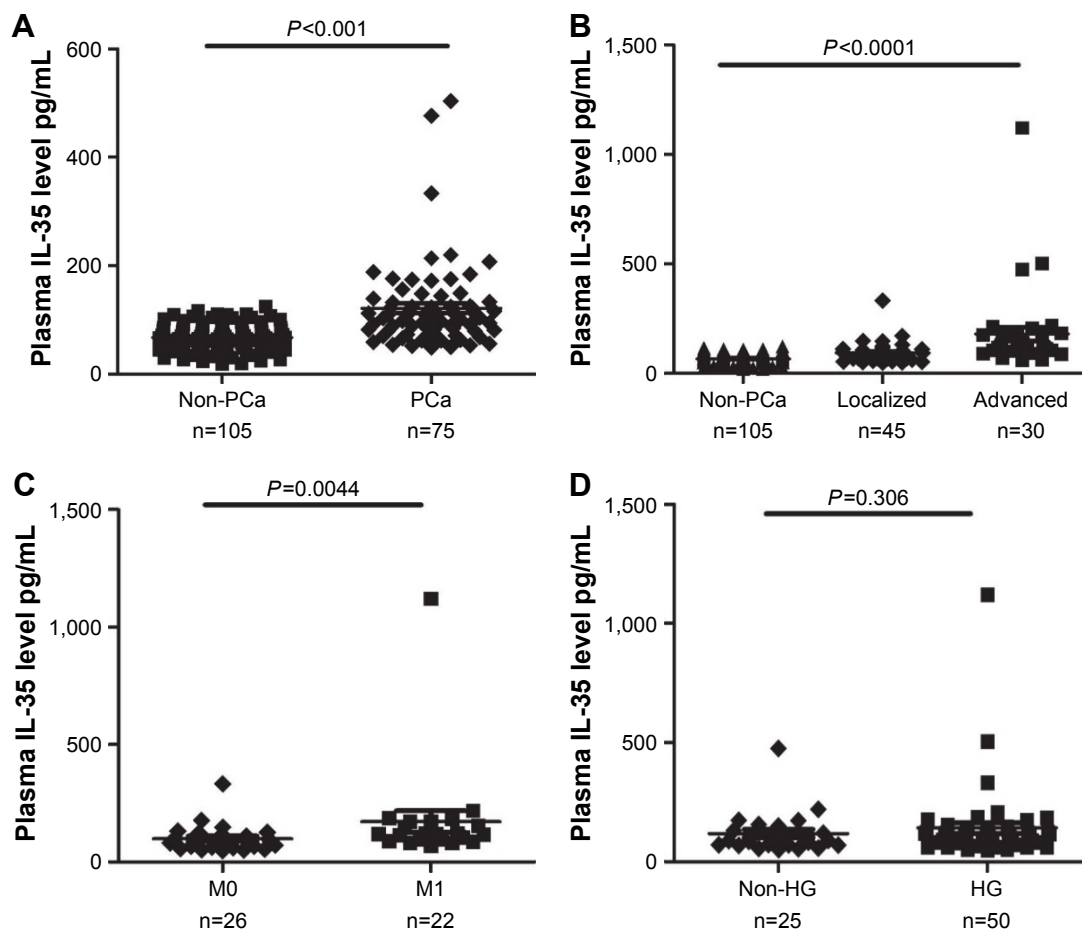 A
P<0.001
Plasma IL-35 level pg/mL
600
400
200
0
Non-PCa
PCa
n=105
n=75
B
P<0.0001
Plasma IL-35 level pg/mL
1,500
1,000
500
0
Non-PCa
Localized
Advanced
n=105
n=45
n=30
C
P=0.0044
Plasma IL-35 level pg/mL
1,500
1,000
500
0
M0
M1
n=26
n=22
D
P=0.306
Plasma IL-35 level pg/mL
1,500
1,000
500
0
Non-HG
HG
n=25
n=50